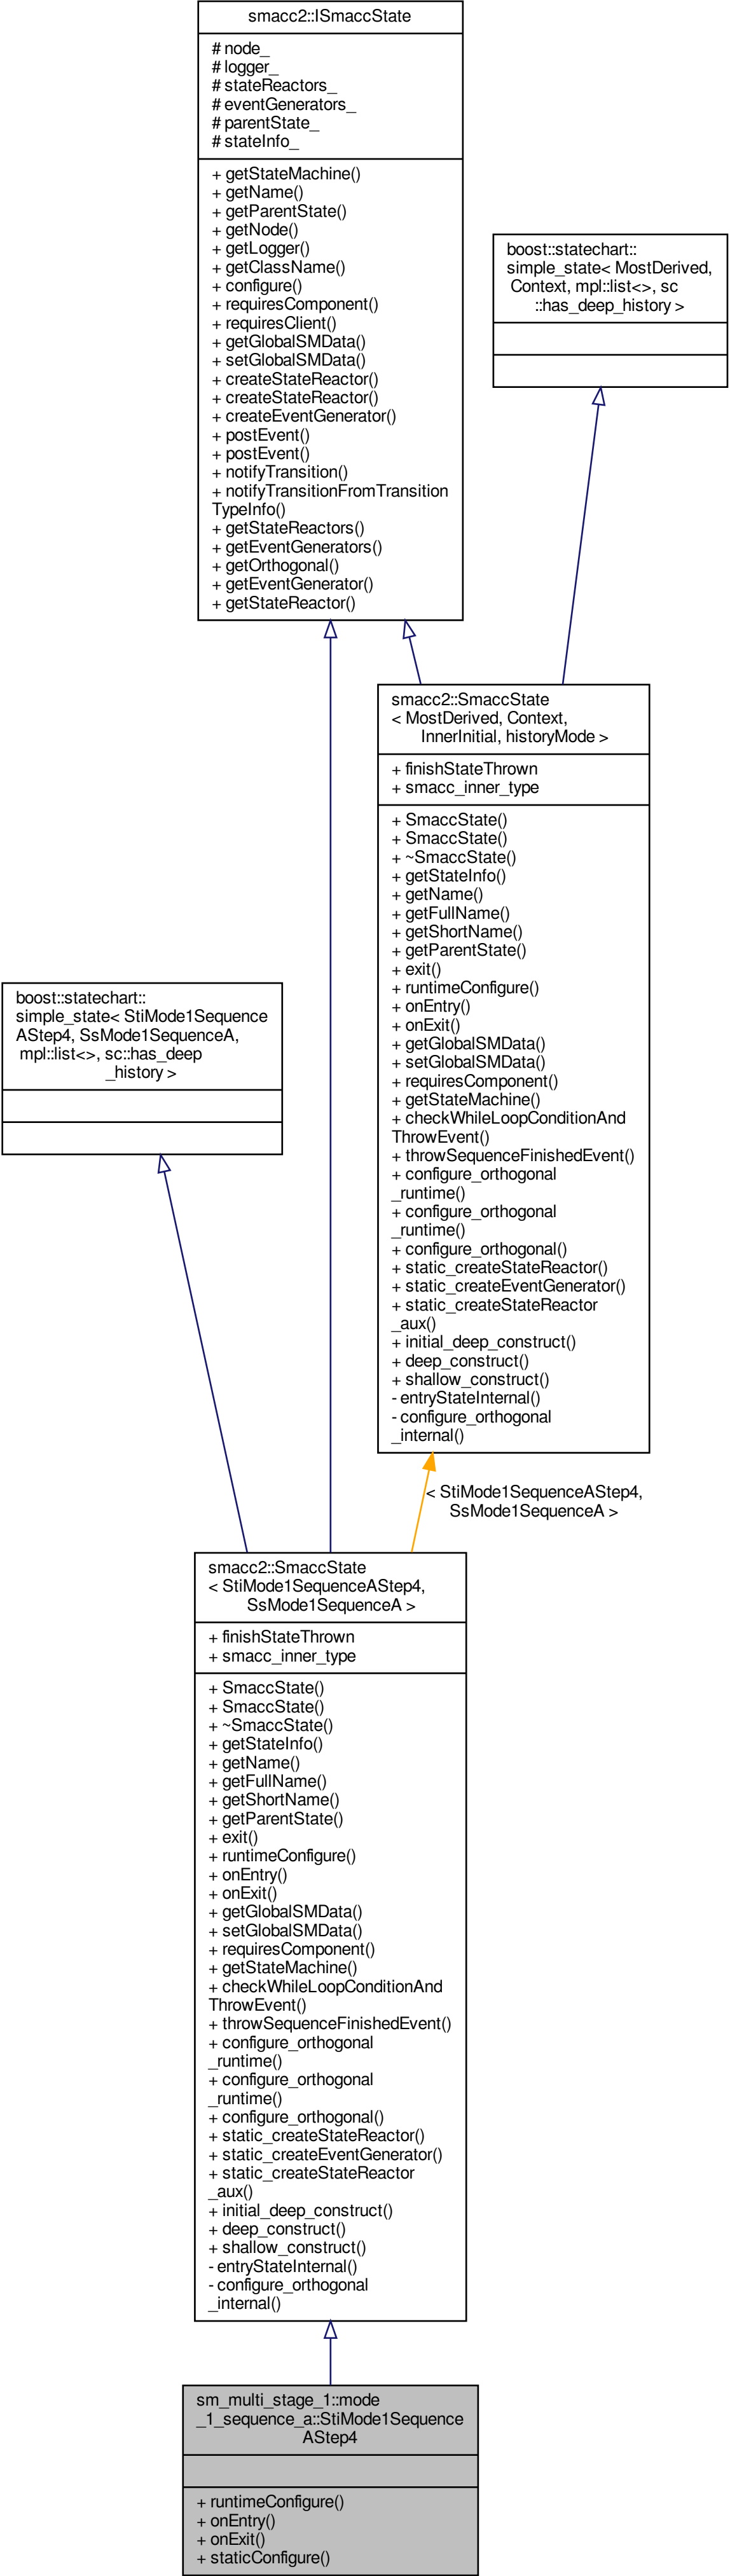 smacc2::ISmaccState
# node_
# logger_
# stateReactors_
# eventGenerators_
# parentState_
# stateInfo_
+ getStateMachine()
+ getName()
+ getParentState()
+ getNode()
+ getLogger()
+ getClassName()
+ configure()
+ requiresComponent()
+ requiresClient()
+ getGlobalSMData()
+ setGlobalSMData()
+ createStateReactor()
+ createStateReactor()
+ createEventGenerator()
+ postEvent()
+ postEvent()
+ notifyTransition()
+ notifyTransitionFromTransition
TypeInfo()
+ getStateReactors()
+ getEventGenerators()
+ getOrthogonal()
+ getEventGenerator()
+ getStateReactor()
boost::statechart::
simple_state< MostDerived,
Context, mpl::list<>, sc
::has_deep_history >
smacc2::SmaccState
< MostDerived, Context,
InnerInitial, historyMode >
+ finishStateThrown
+ smacc_inner_type
+ SmaccState()
+ SmaccState()
+ ~SmaccState()
+ getStateInfo()
+ getName()
+ getFullName()
+ getShortName()
+ getParentState()
+ exit()
+ runtimeConfigure()
+ onEntry()
+ onExit()
+ getGlobalSMData()
+ setGlobalSMData()
+ requiresComponent()
+ getStateMachine()
+ checkWhileLoopConditionAnd
ThrowEvent()
+ throwSequenceFinishedEvent()
+ configure_orthogonal
_runtime()
+ configure_orthogonal
_runtime()
+ configure_orthogonal()
+ static_createStateReactor()
+ static_createEventGenerator()
+ static_createStateReactor
_aux()
+ initial_deep_construct()
+ deep_construct()
+ shallow_construct()
- entryStateInternal()
- configure_orthogonal
_internal()
boost::statechart::
simple_state< StiMode1Sequence
AStep4, SsMode1SequenceA,
mpl::list<>, sc::has_deep
_history >
< StiMode1SequenceAStep4,
SsMode1SequenceA >
smacc2::SmaccState
< StiMode1SequenceAStep4,
SsMode1SequenceA >
+ finishStateThrown
+ smacc_inner_type
+ SmaccState()
+ SmaccState()
+ ~SmaccState()
+ getStateInfo()
+ getName()
+ getFullName()
+ getShortName()
+ getParentState()
+ exit()
+ runtimeConfigure()
+ onEntry()
+ onExit()
+ getGlobalSMData()
+ setGlobalSMData()
+ requiresComponent()
+ getStateMachine()
+ checkWhileLoopConditionAnd
ThrowEvent()
+ throwSequenceFinishedEvent()
+ configure_orthogonal
_runtime()
+ configure_orthogonal
_runtime()
+ configure_orthogonal()
+ static_createStateReactor()
+ static_createEventGenerator()
+ static_createStateReactor
_aux()
+ initial_deep_construct()
+ deep_construct()
+ shallow_construct()
- entryStateInternal()
- configure_orthogonal
_internal()
sm_multi_stage_1::mode
_1_sequence_a::StiMode1Sequence
AStep4
+ runtimeConfigure()
+ onEntry()
+ onExit()
+ staticConfigure()